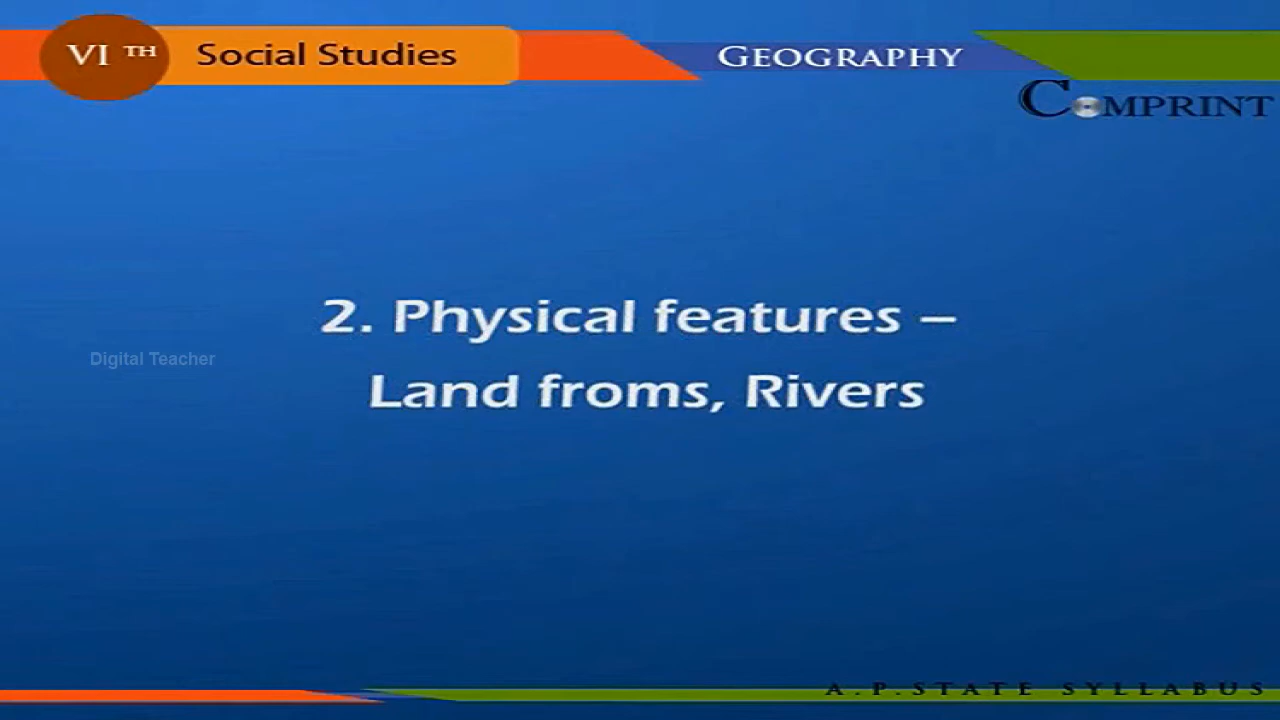 VI TH Social Studies
GEOGRAPHY
COMPRINT
2. Physical features –
Digital Teacher
Land froms, Rivers
A.P.STATE SYLLABUS